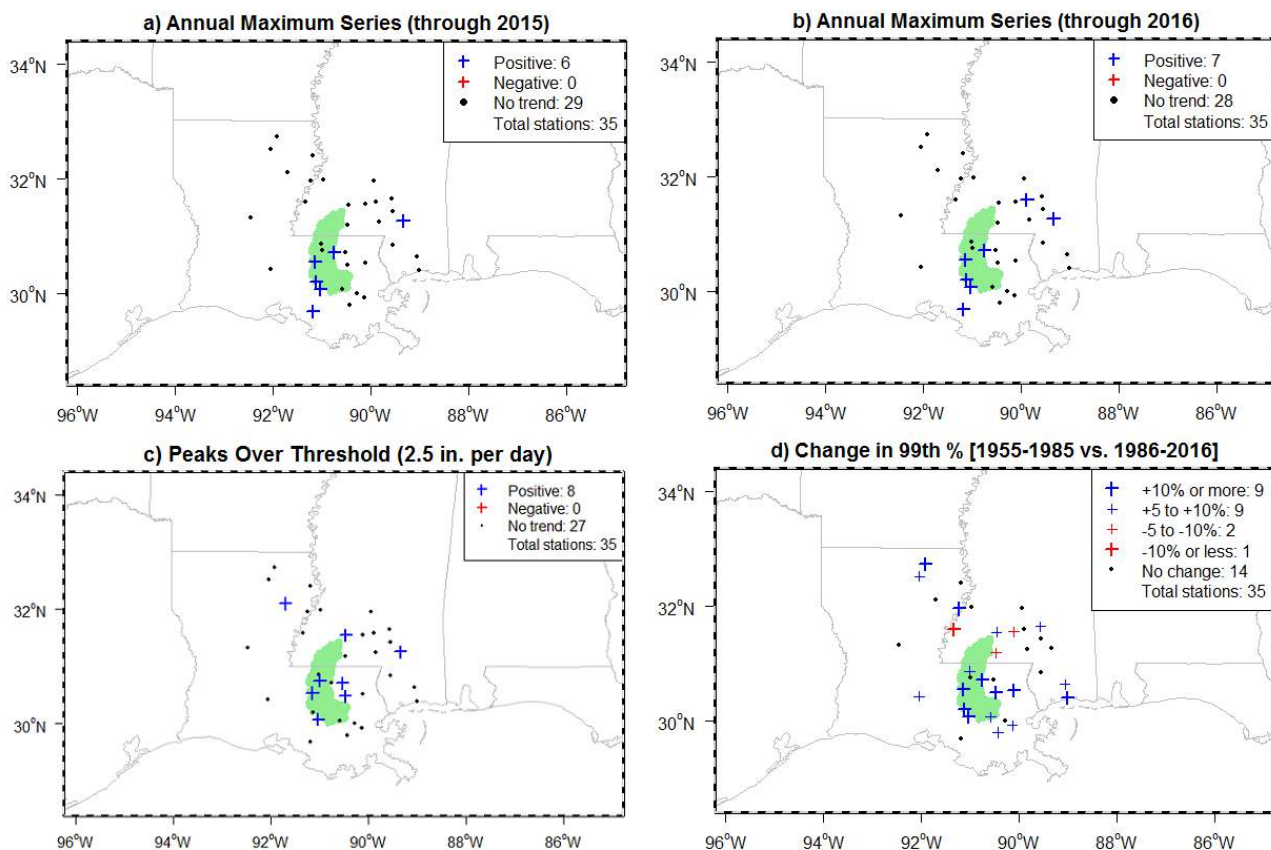 a) Annual Maximum Series (through 2015)
Positive: 6
Negative: 0
No trend: 29
Total stations: 35
34°N
32°N
30°N
96°W 94°W 92°W 90°W 88°W 86°W
b) Annual Maximum Series (through 2016)
Positive: 7
Negative: 0
No trend: 28
Total stations: 35
34°N
32°N
30°N
96°W 94°W 92°W 90°W 88°W 86°W
c) Peaks Over Threshold (2.5 in. per day)
Positive: 8
Negative: 0
No trend: 27
Total stations: 35
34°N
32°N
30°N
96°W 94°W 92°W 90°W 88°W 86°W
d) Change in 99th % [1955-1985 vs. 1986-2016]
+10% or more: 9
+5 to +10%: 9
-5 to -10%: 2
-10% or less: 1
No change: 14
Total stations: 35
34°N
32°N
30°N
96°W 94°W 92°W 90°W 88°W 86°W